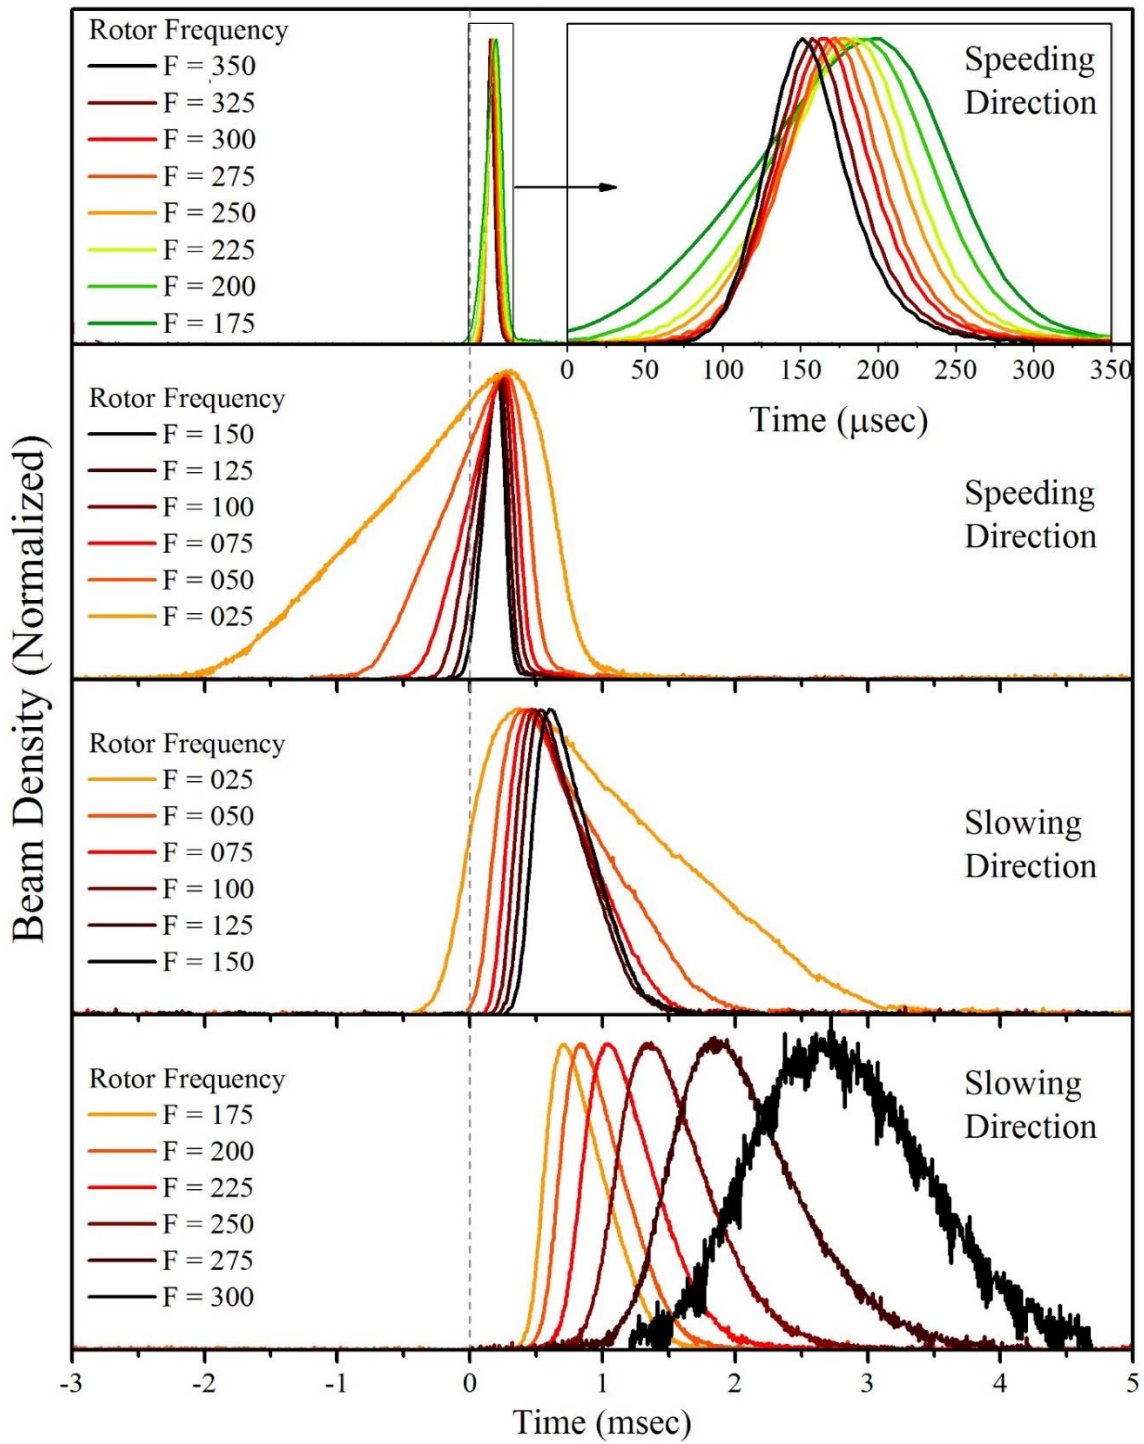 Rotor Frequency
F = 350
F = 325
F = 300
F = 275
F = 250
F = 225
F = 200
F = 175
Speeding
Direction
0 50 100 150 200 250 300 350
Time (μsec)
Rotor Frequency
F = 150
F = 125
F = 100
F = 075
F = 050
F = 025
Speeding
Direction
Beam Density (Normalized)
Rotor Frequency
F = 025
F = 050
F = 075
F = 100
F = 125
F = 150
Slowing
Direction
Rotor Frequency
F = 175
F = 200
F = 225
F = 250
F = 275
F = 300
Slowing
Direction
-3 -2 -1 0 1 2 3 4 5
Time (msec)